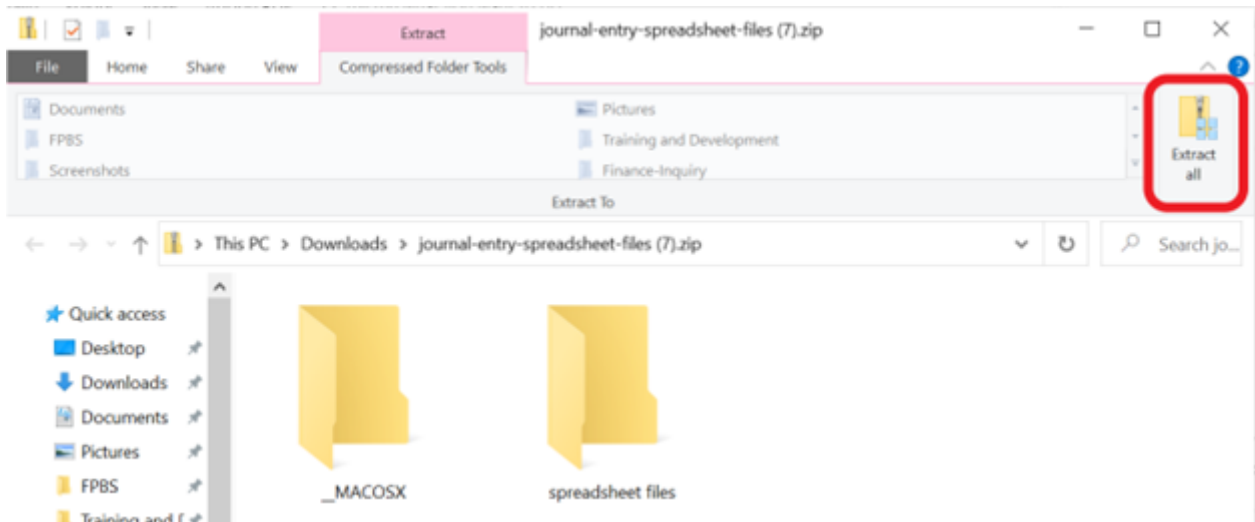 Extract
journal-entry-spreadsheet-files (7).zip
File
Home
Share
View
Compressed Folder Tools
Documents
Pictures
FPBS
Training and Development
Screenshots
Finance-Inquiry
Extract
all
Extract To
This PC > Downloads > journal-entry-spreadsheet-files (7).zip
Search jo...
Quick access
Desktop
Downloads
Documents
Pictures
FPBS
Training and
__MACOSX
spreadsheet files